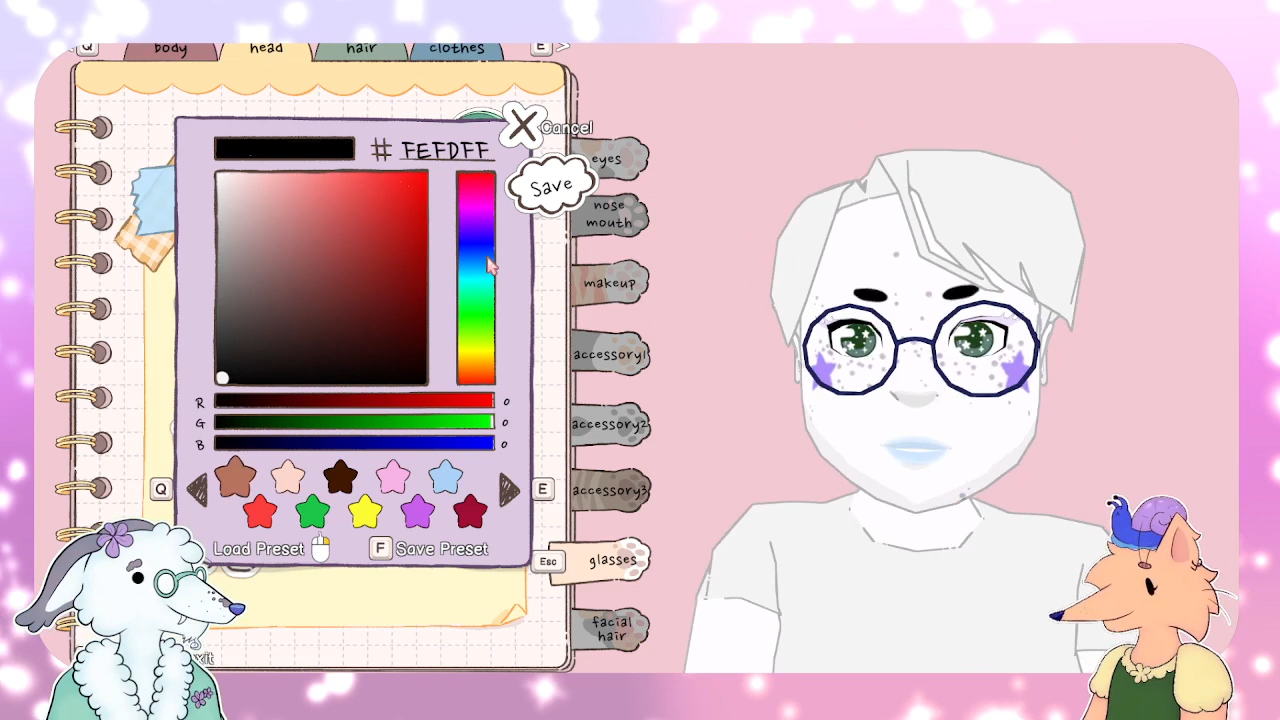 Q
body
head
hair
clothes
E
Cancel
# FEFDFF
Save
eyes
nose
mouth
makeup
accessory1
R
0
G
0
accessory2
B
0
Q
E
accessory3
Load Preset
F
Save Preset
Esc
glasses
facial
hair
xit